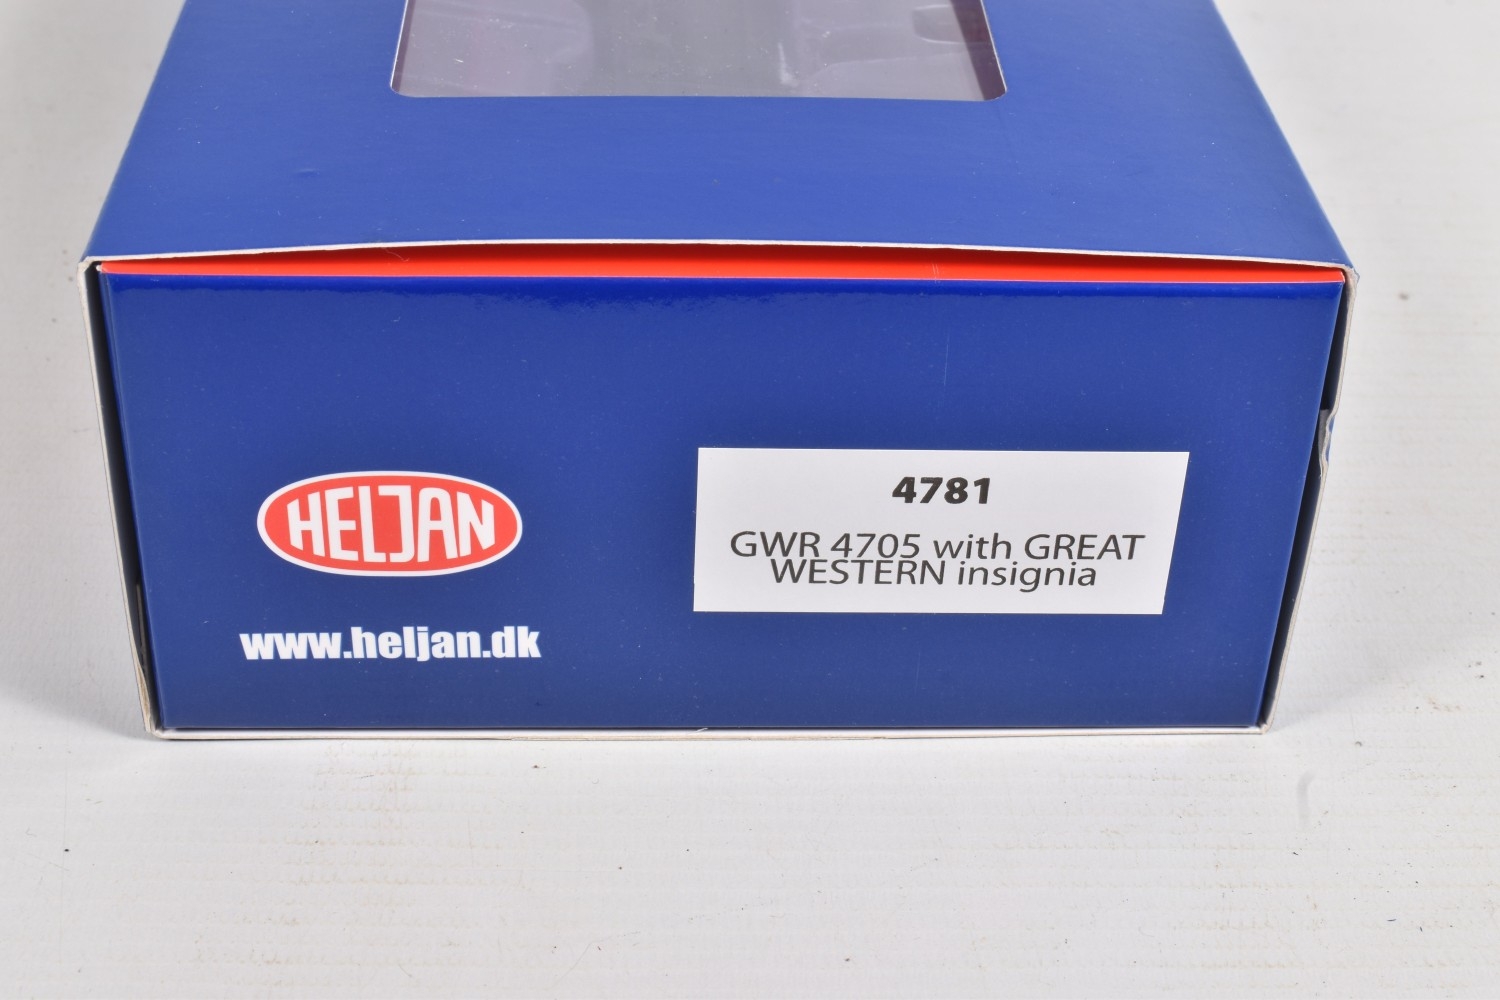 HELJAN
www.heljan.dk
4781
GWR 4705 with GREAT
WESTERN insignia